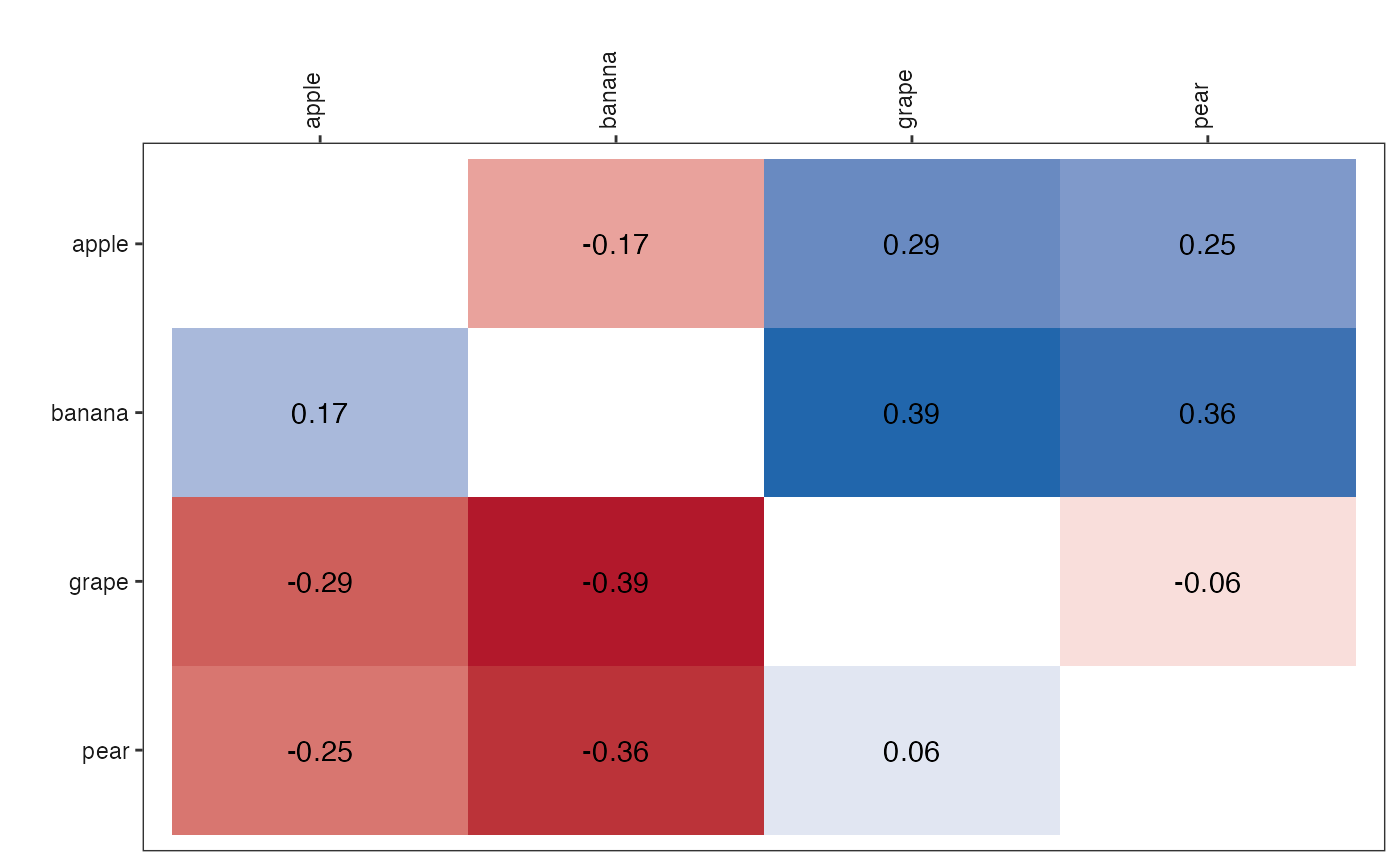 apple banana grape pear
apple -0.17 0.29 0.25
banana 0.17 0.39 0.36
grape -0.29 -0.39 -0.06
pear -0.25 -0.36 0.06